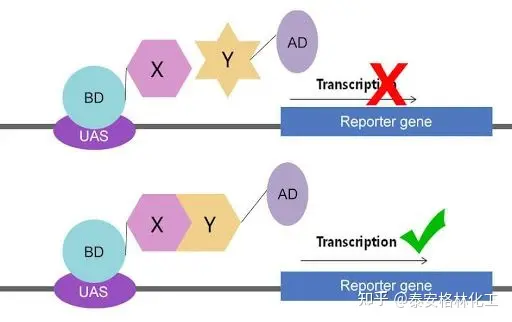 X
Y
AD
BD
Transcription
UAS
Reporter gene
X
Y
AD
BD
Transcription
UAS
Reporter gene
知乎 @泰安格林化工